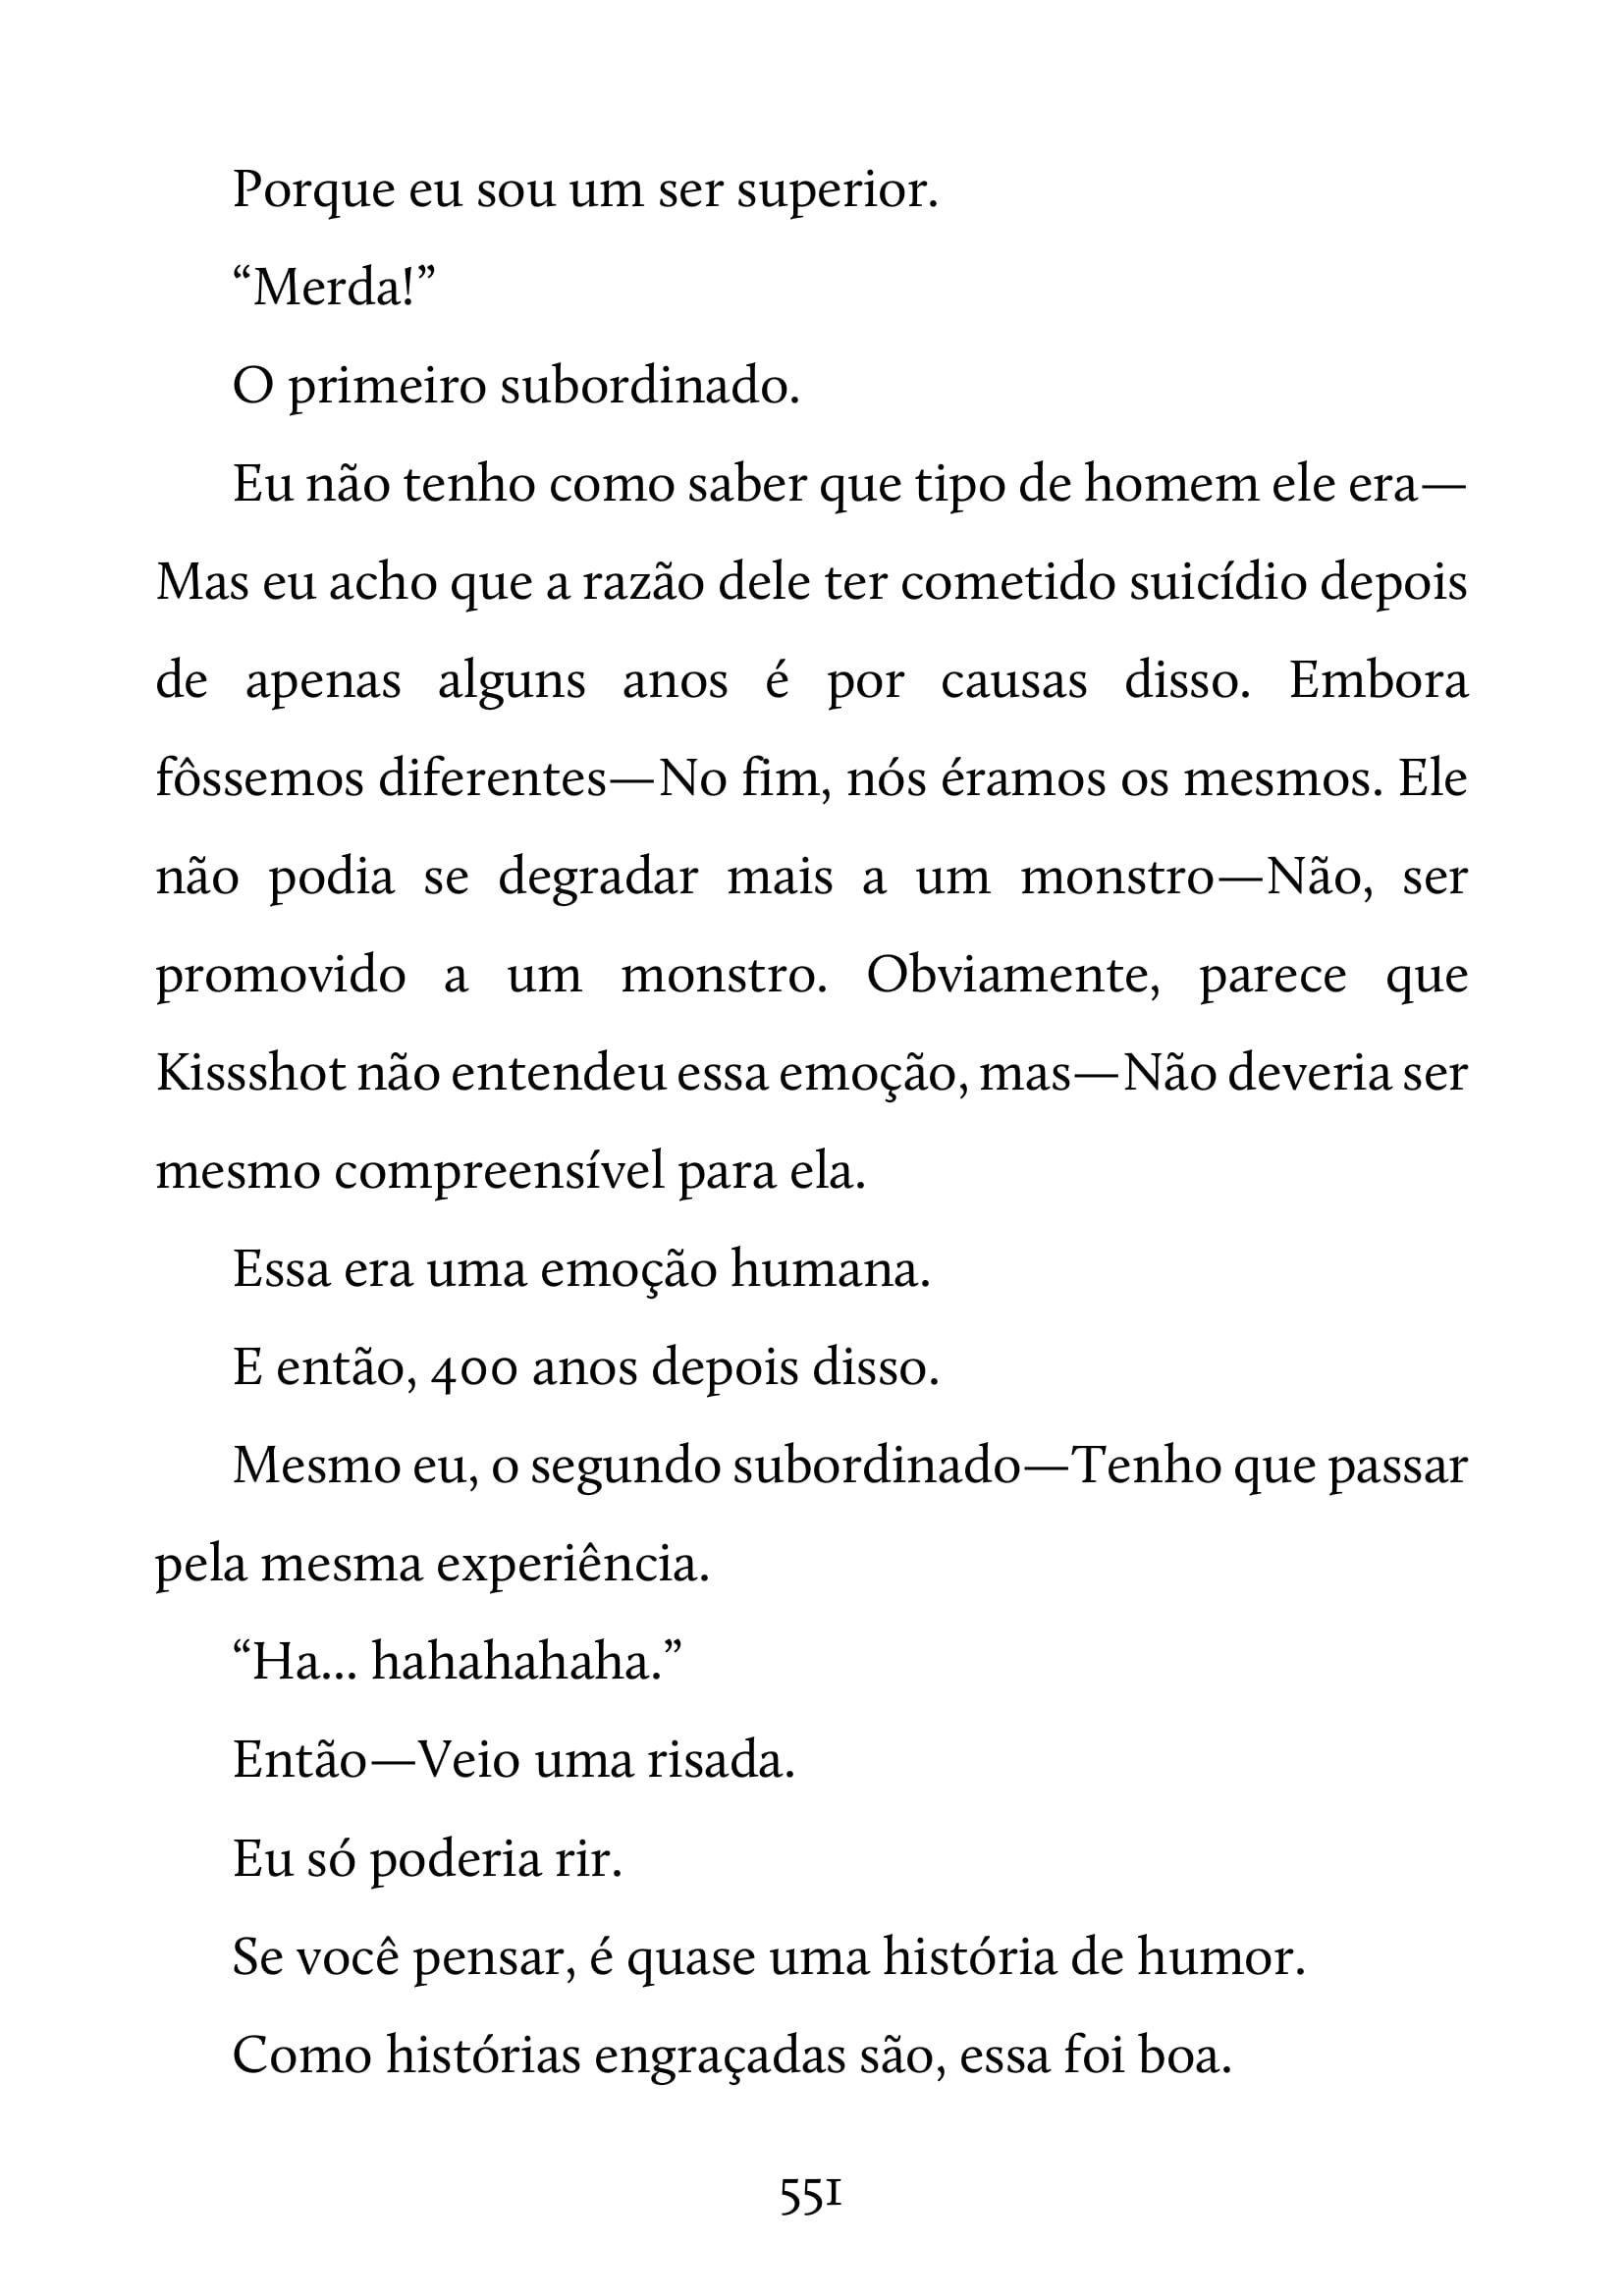 Porque eu sou um ser superior.
“Merda!”
O primeiro subordinado.
Eu não tenho como saber que tipo de homem ele era—
Mas eu acho que a razão dele ter cometido suicídio depois
de apenas alguns anos é por causas disso. Embora
fôssemos diferentes—No fim, nós éramos os mesmos. Ele
não podia se degradar mais a um monstro—Não, ser
promovido a um monstro. Obviamente, parece que
Kissshot não entendeu essa emoção, mas—Não deveria ser
mesmo compreensível para ela.
Essa era uma emoção humana.
E então, 400 anos depois disso.
Mesmo eu, o segundo subordinado—Tenho que passar
pela mesma experiência.
“Ha... hahahahaha.”
Então—Veio uma risada.
Eu só poderia rir.
Se você pensar, é quase uma história de humor.
Como histórias engraçadas são, essa foi boa.
551